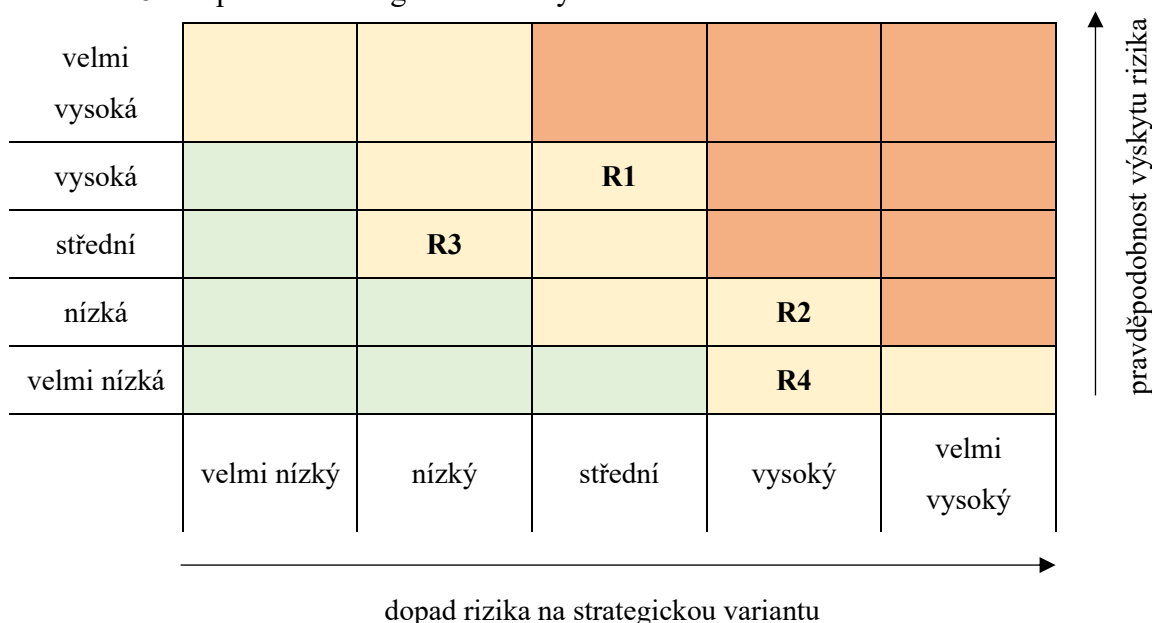 velmi
vysoká
vysoká
R1
střední
R3
nízká
R2
velmi nízká
R4
velmi nízký
nízký
střední
vysoký
velmi
vysoký
dopad rizika na strategickou variantu
pravděpodobnost výskytu rizika